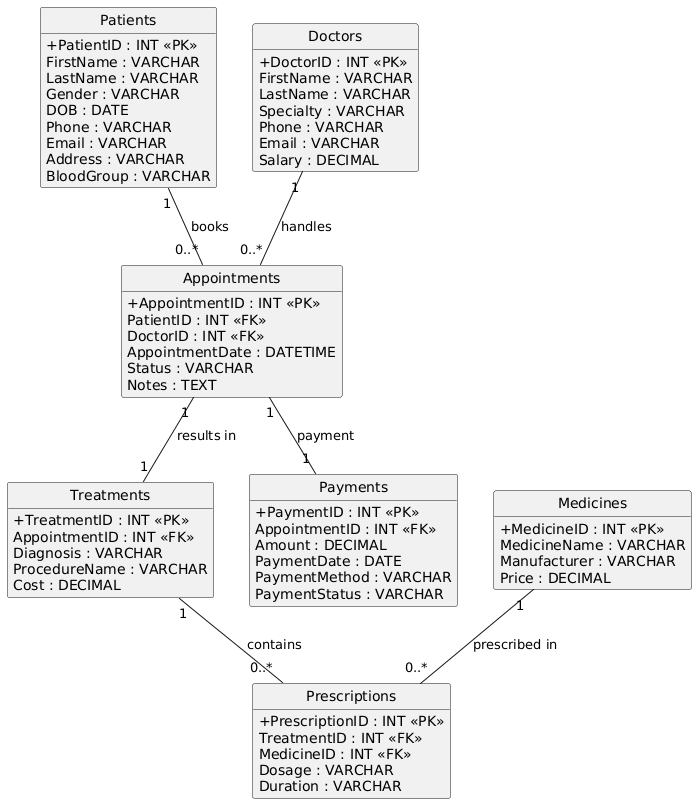 Patients
+PatientID : INT «PK»
FirstName : VARCHAR
LastName : VARCHAR
Gender : VARCHAR
DOB : DATE
Phone : VARCHAR
Email : VARCHAR
Address : VARCHAR
BloodGroup : VARCHAR
Doctors
+DoctorID : INT «PK»
FirstName : VARCHAR
LastName : VARCHAR
Specialty : VARCHAR
Phone : VARCHAR
Email : VARCHAR
Salary : DECIMAL
1
books
0..*
1
handles
0..*
Appointments
+AppointmentID : INT «PK»
PatientID : INT «FK»
DoctorID : INT «FK»
AppointmentDate : DATETIME
Status : VARCHAR
Notes : TEXT
1
results in
1
1
payment
1
Treatments
+TreatmentID : INT «PK»
AppointmentID : INT «FK»
Diagnosis : VARCHAR
ProcedureName : VARCHAR
Cost : DECIMAL
Payments
+PaymentID : INT «PK»
AppointmentID : INT «FK»
Amount : DECIMAL
PaymentDate : DATE
PaymentMethod : VARCHAR
PaymentStatus : VARCHAR
Medicines
+MedicineID : INT «PK»
MedicineName : VARCHAR
Manufacturer : VARCHAR
Price : DECIMAL
1
contains
0..*
1
prescribed in
0..*
Prescriptions
+PrescriptionID : INT «PK»
TreatmentID : INT «FK»
MedicineID : INT «FK»
Dosage : VARCHAR
Duration : VARCHAR